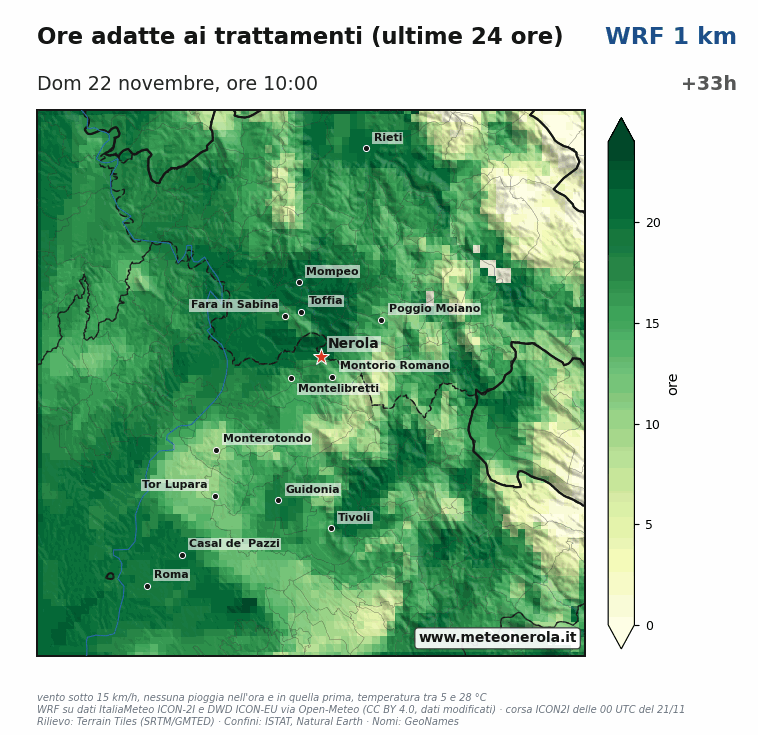 Ore adatte ai trattamenti (ultime 24 ore)
WRF 1 km
Dom 22 novembre, ore 10:00
+33h
Rieti
Mompeo
Toffia
Fara in Sabina
Poggio Moiano
Nerola
Montorio Romano
Montelibretti
Monterotondo
Tor Lupara
Guidonia
Tivoli
Casal de' Pazzi
Roma
www.meteonerola.it
20
15
10
5
0
ore
vento sotto 15 km/h, nessuna pioggia nell'ora e in quella prima, temperatura tra 5 e 28 °C
WRF su dati ItaliaMeteo ICON-2I e DWD ICON-EU via Open-Meteo (CC BY 4.0, dati modificati) · corsa ICON2I delle 00 UTC del 21/11
Rilievo: Terrain Tiles (SRTM/GMTED) · Confini: ISTAT, Natural Earth · Nomi: GeoNames